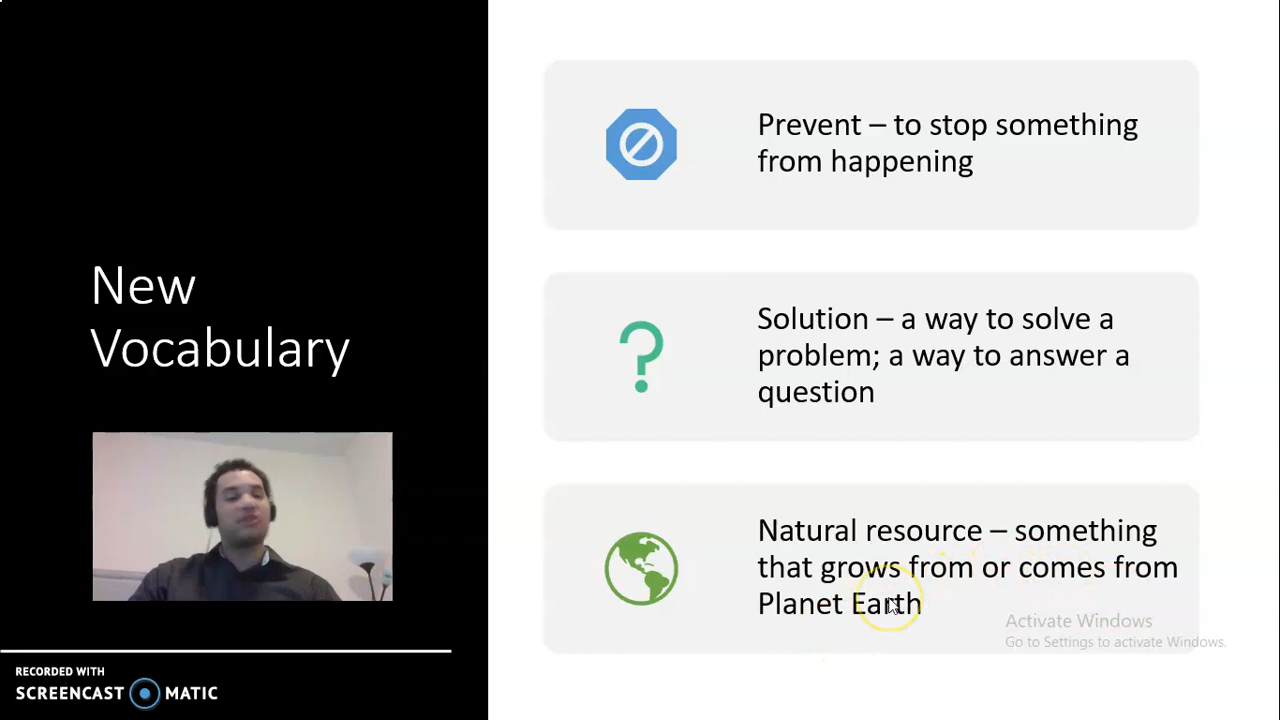 New
Vocabulary
Prevent – to stop something
from happening
Solution – a way to solve a
problem; a way to answer a
question
Natural resource – something
that grows from or comes from
Planet Earth
Activate Windows
Go to Settings to activate Windows.
RECORDED WITH
SCREENCAST MATIC